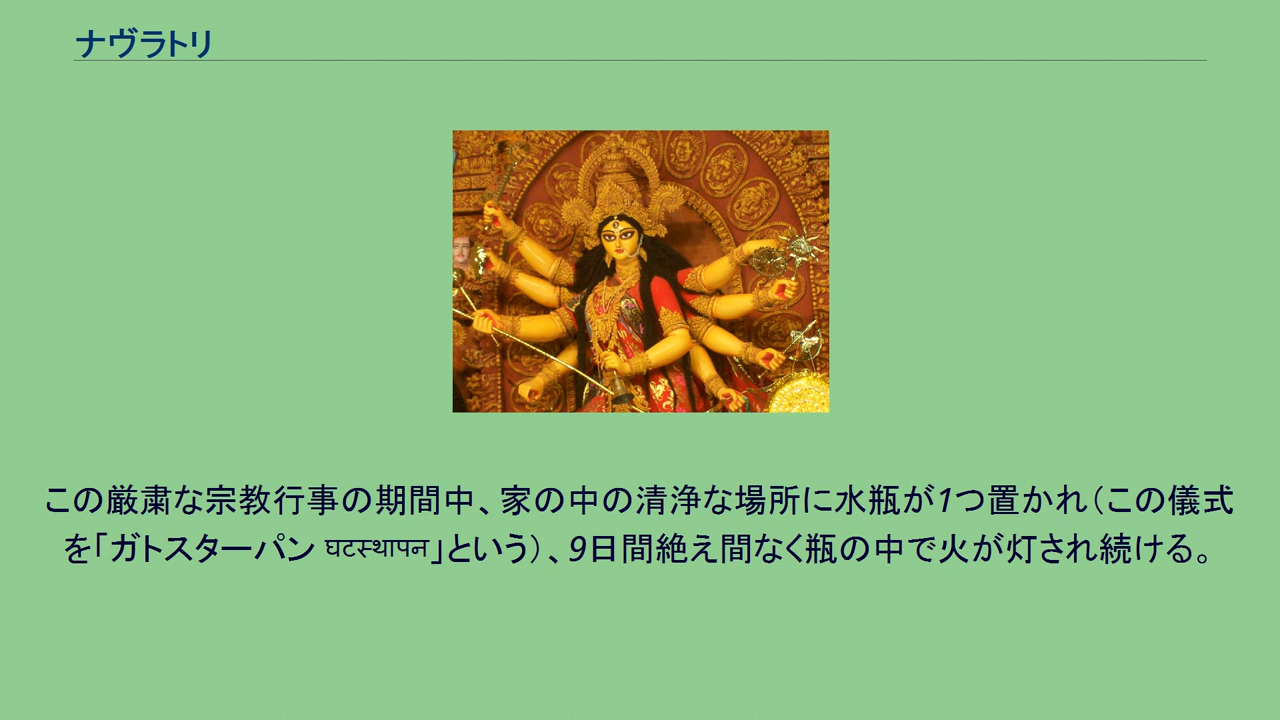 ナヴラトリ
この厳粛な宗教行事の期間中、家の中の清浄な場所に水瓶が1つ置かれ(この儀式
を｢ガトスターパン घटस्थापन｣という)、9日間絶え間なく瓶の中で火が灯され続ける。